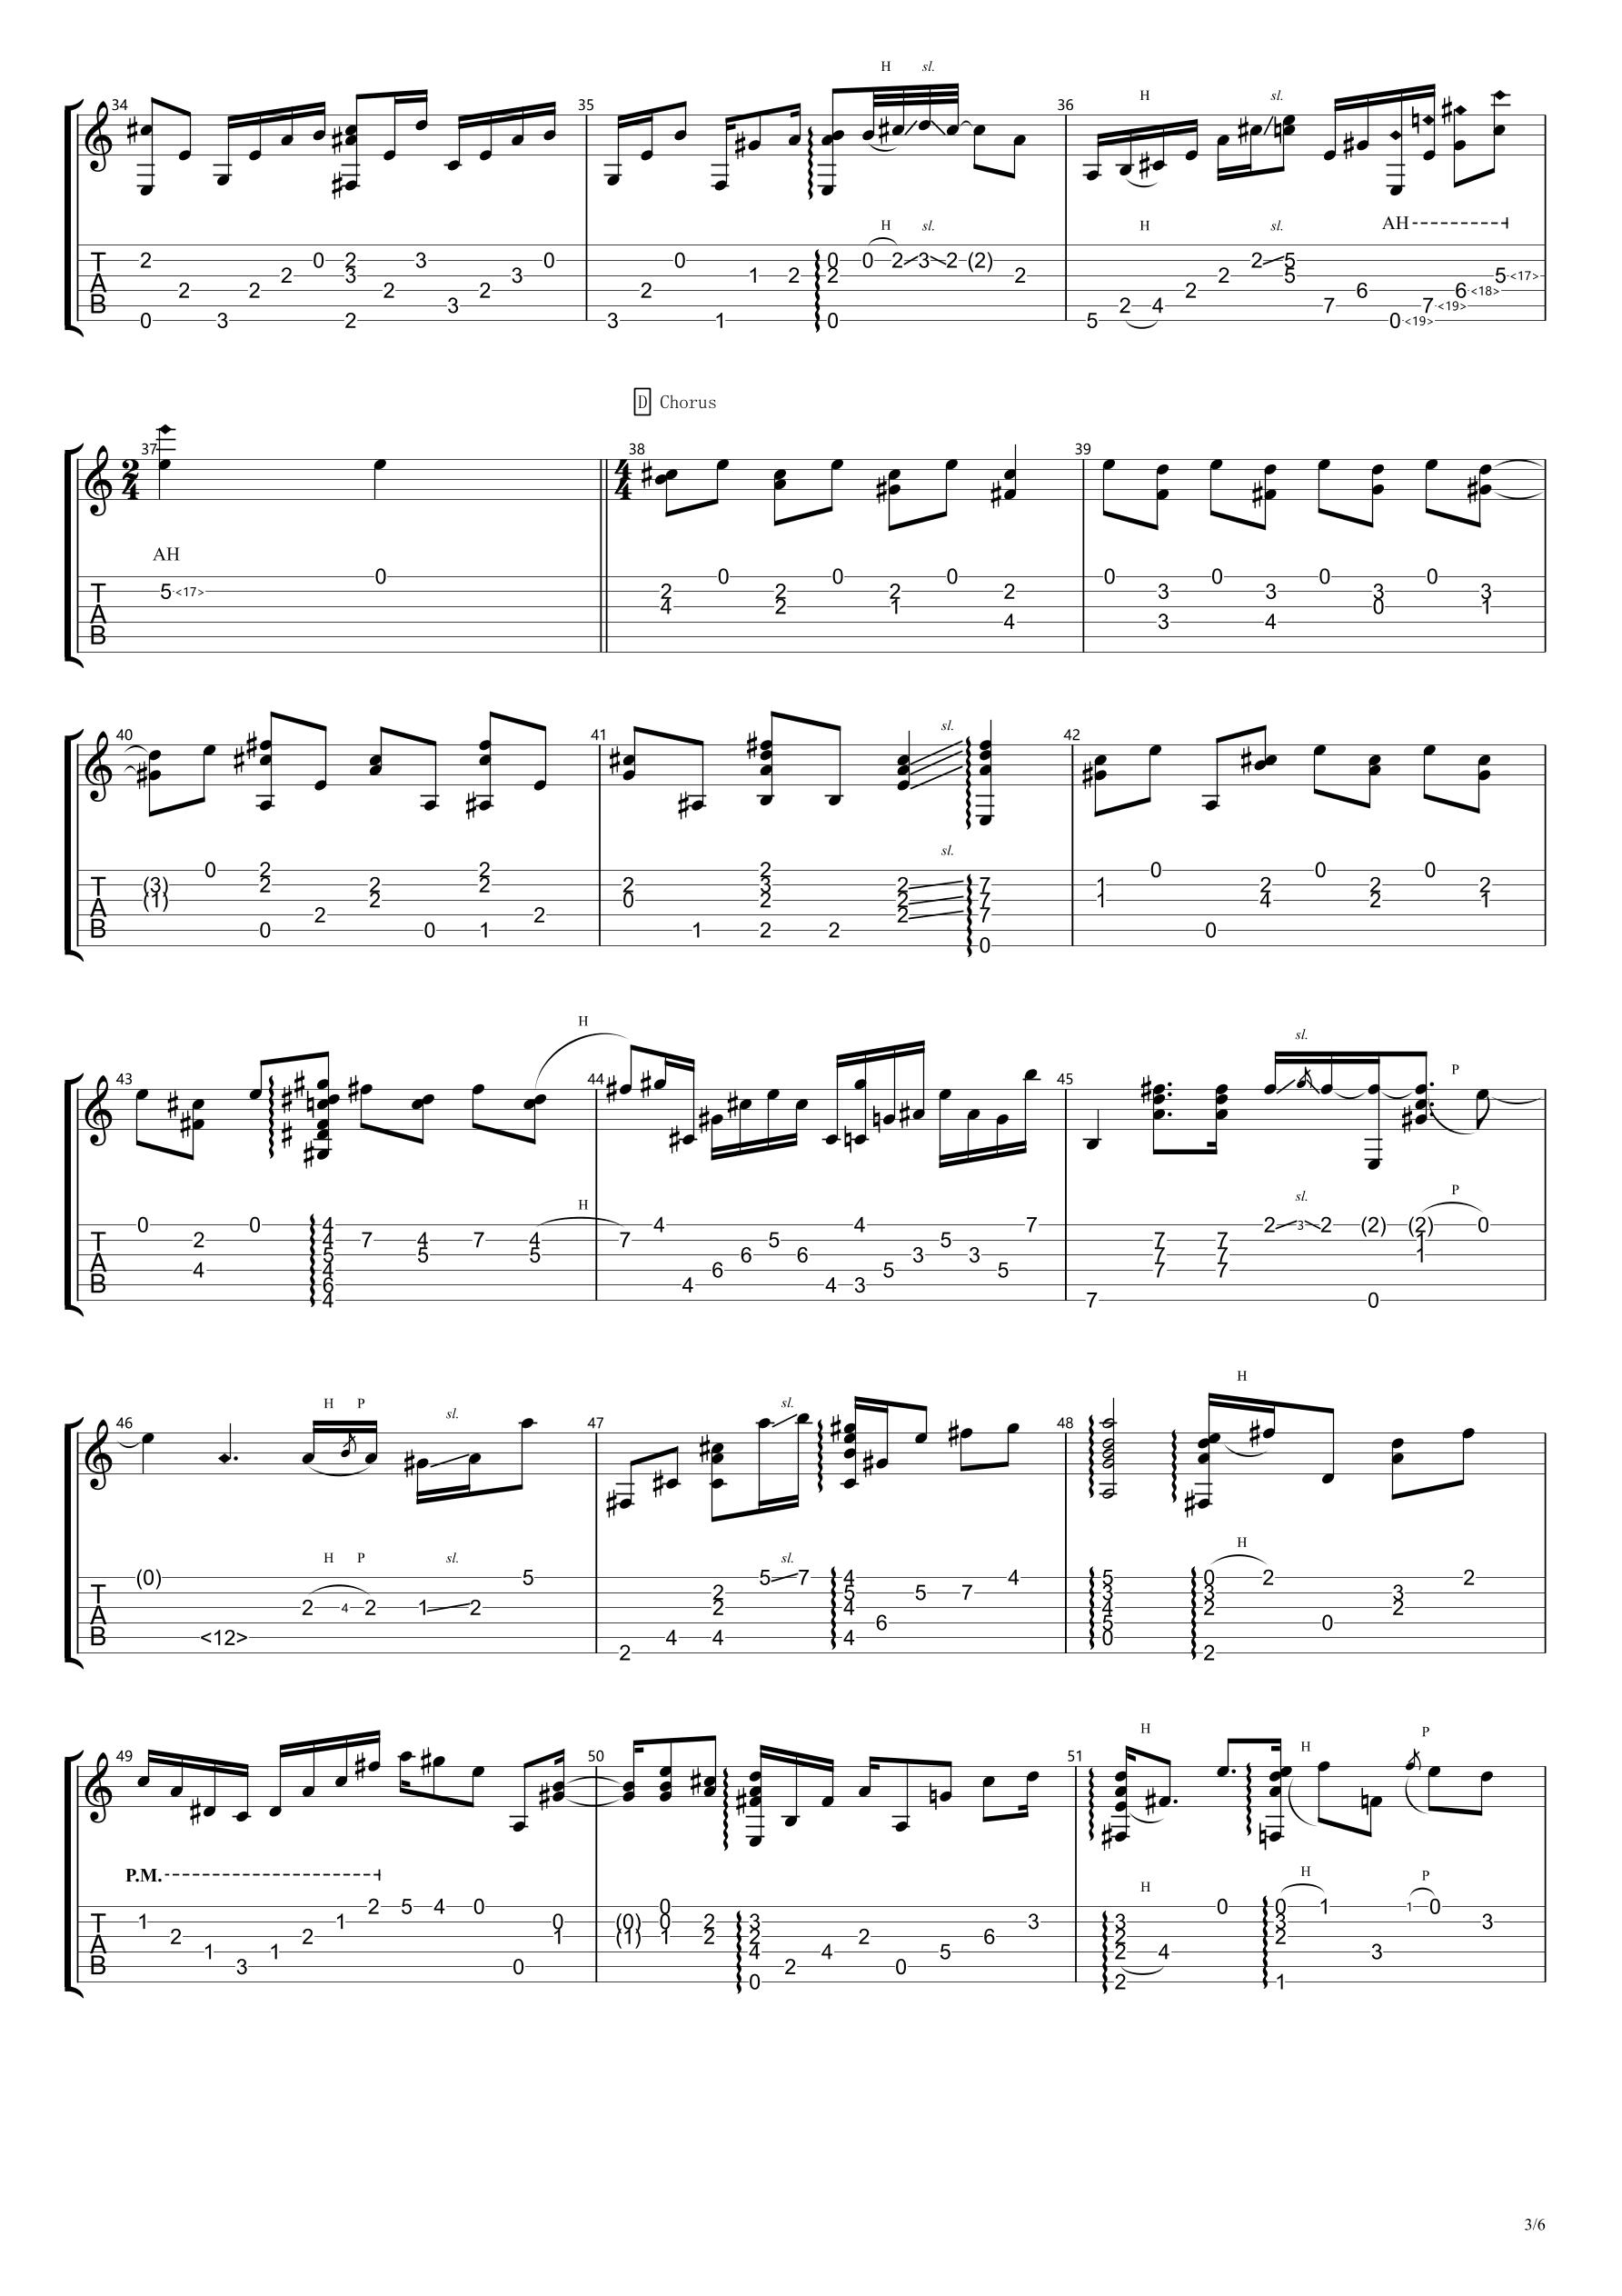 H sl. H sl.
34 35 36
AH
H sl. H sl.
T 2 0 2 3 0 0 0 0 2 3 2 (2) 2 5
A 2 2 2 3 2 3 1 2 2 2 2 5 6 6 <18> 5 <17>
B 0 3 2 3 3 2 1 0 5 2 4 2 7 0 <19> 7 <19>
D Chorus
37 2/4 38 4/4 39
AH
0 0 0 0 0 0 0 0
T 5 <17> 2 2 2 2 3 3 3 3
A 4 2 1 4 3 4 0 1
B
sl.
40 41 42
sl.
0 2 2 2 0 0 0
T (3) 2 2 2 2 3 2 7 1 2 2 2
A (1) 2 2 2 0 2 2 2 7 7 1 4 2 1
B 0 0 1 1 2 2 0 0
H sl. P
43 44 45
H sl. P
0 0 4 4 4 7 2 3 2 (2) (2) 0
T 2 4 7 4 7 4 7 5 5 7 7 1
A 4 5 4 5 5 6 6 6 5 3 3 5 7 7 7 7 1
B 6 4 4 4 3 7 0
H P sl. sl. H
46 47 48
H P sl. sl. H
(0) 5 5 7 4 4 5 0 2 2
T 2 4 2 1 2 2 2 5 4 5 7 3 4 3 2 3 2
A 6 5 0
B <12> 2 4 4 4 0 2
H H P
49 50 51
P.M. H H P
2 5 4 0 0 0 0 1 1 0
T 1 2 2 1 0 1 (0) (1) 0 1 2 2 3 2 2 6 3 3 2 3 2 3
A 1 1 4 4 5 2 4 3
B 3 0 0 2 0 2 1
3/6